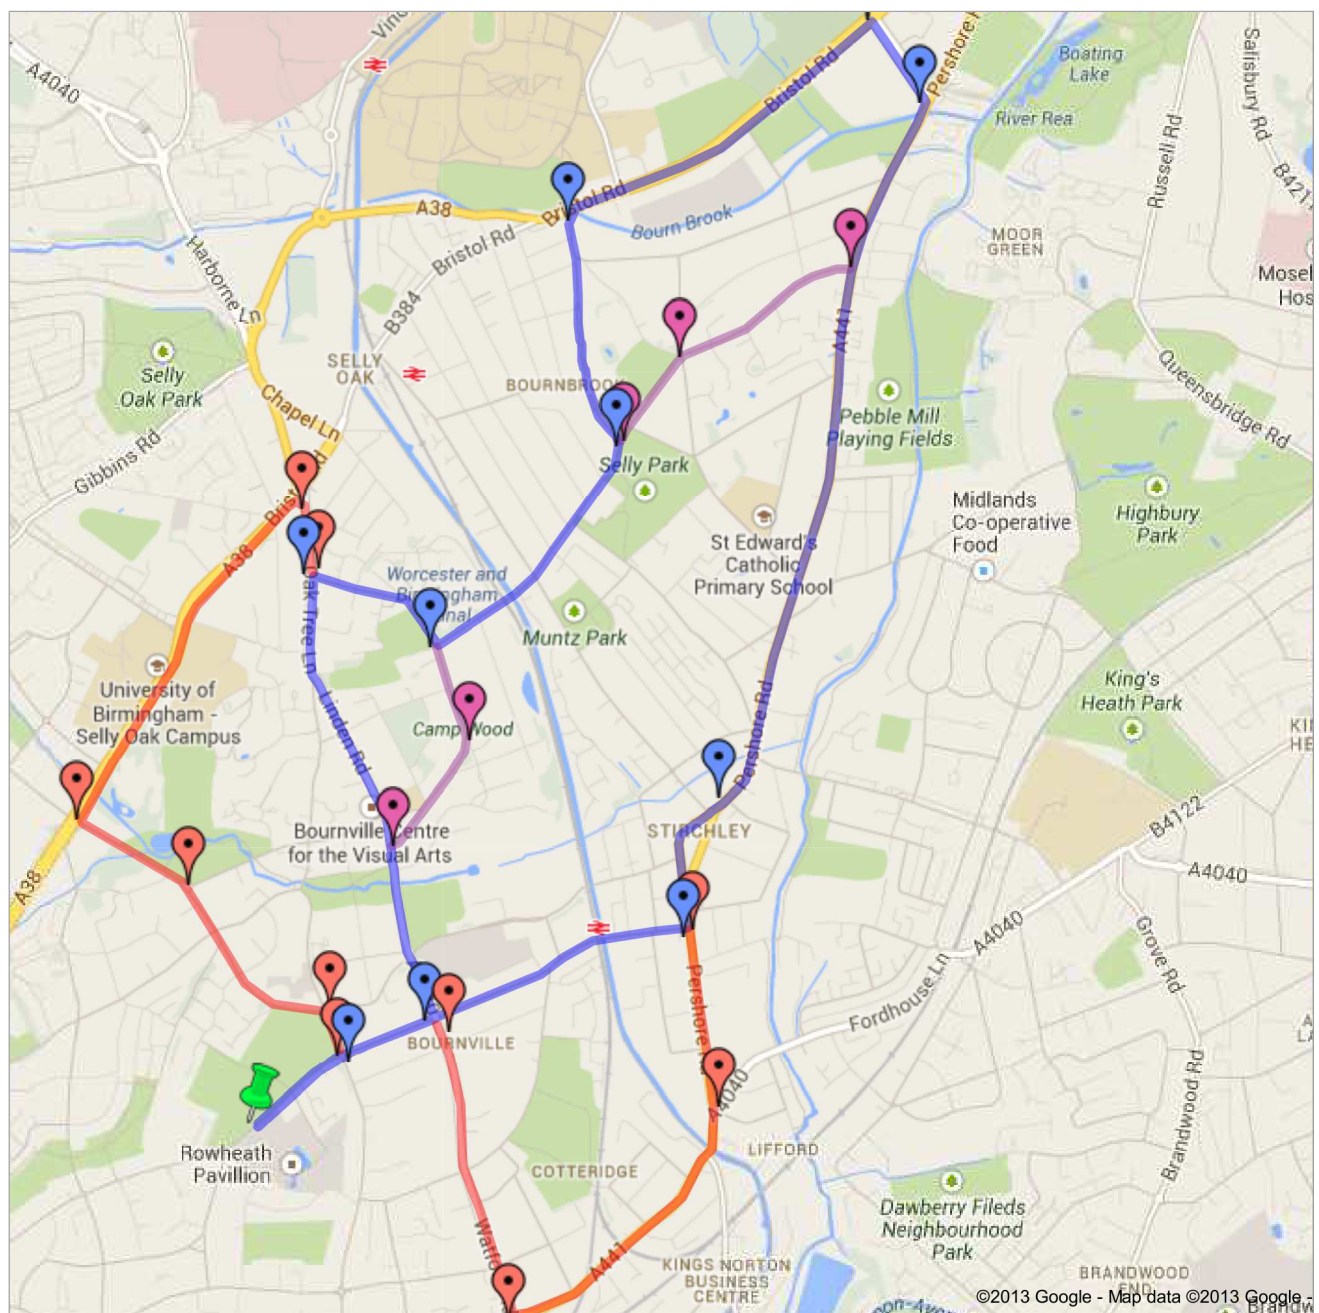 Bristol Rd
Pershore R
Boating
Lake
Salisbury Rd
A4040
River Rea
Russell Rd
B421
Bristol Rd
A38
Bourn Brook
MOOR
GREEN
Bristol Rd
Harborne Ln
Mosel
Hos
B384
A441
SELLY
OAK
Selly
Oak Park
BOURNBROOK
Queensbridge Rd
Chapel Ln
Pebble Mill
Playing Fields
Gibbins Rd
Selly Park
Midlands
Co-operative
Food
Highbury
Park
St Edward's
Catholic
Primary School
A38
Worcester and
Birmingham
Canal
Oak Tree Ln
Muntz Park
University of
Birmingham -
Selly Oak Campus
King's
Heath Park
Linden Rd
Camp Wood
Pershore Rd
KI
HE
Bournville Centre
for the Visual Arts
STIRCHLEY
B4122
A4040
A38
A4040
Grove Rd
Pershore Rd
Fordhouse Ln
BOURNVILLE
A4040
Brandwood Rd
Rowheath
Pavillion
LIFFORD
COTTERIDGE
Dawberry Fileds
Neighbourhood
Park
A441
KINGS NORTON
BUSINESS
CENTRE
BRANDWOOD
END
©2013 Google - Map data ©2013 Google -